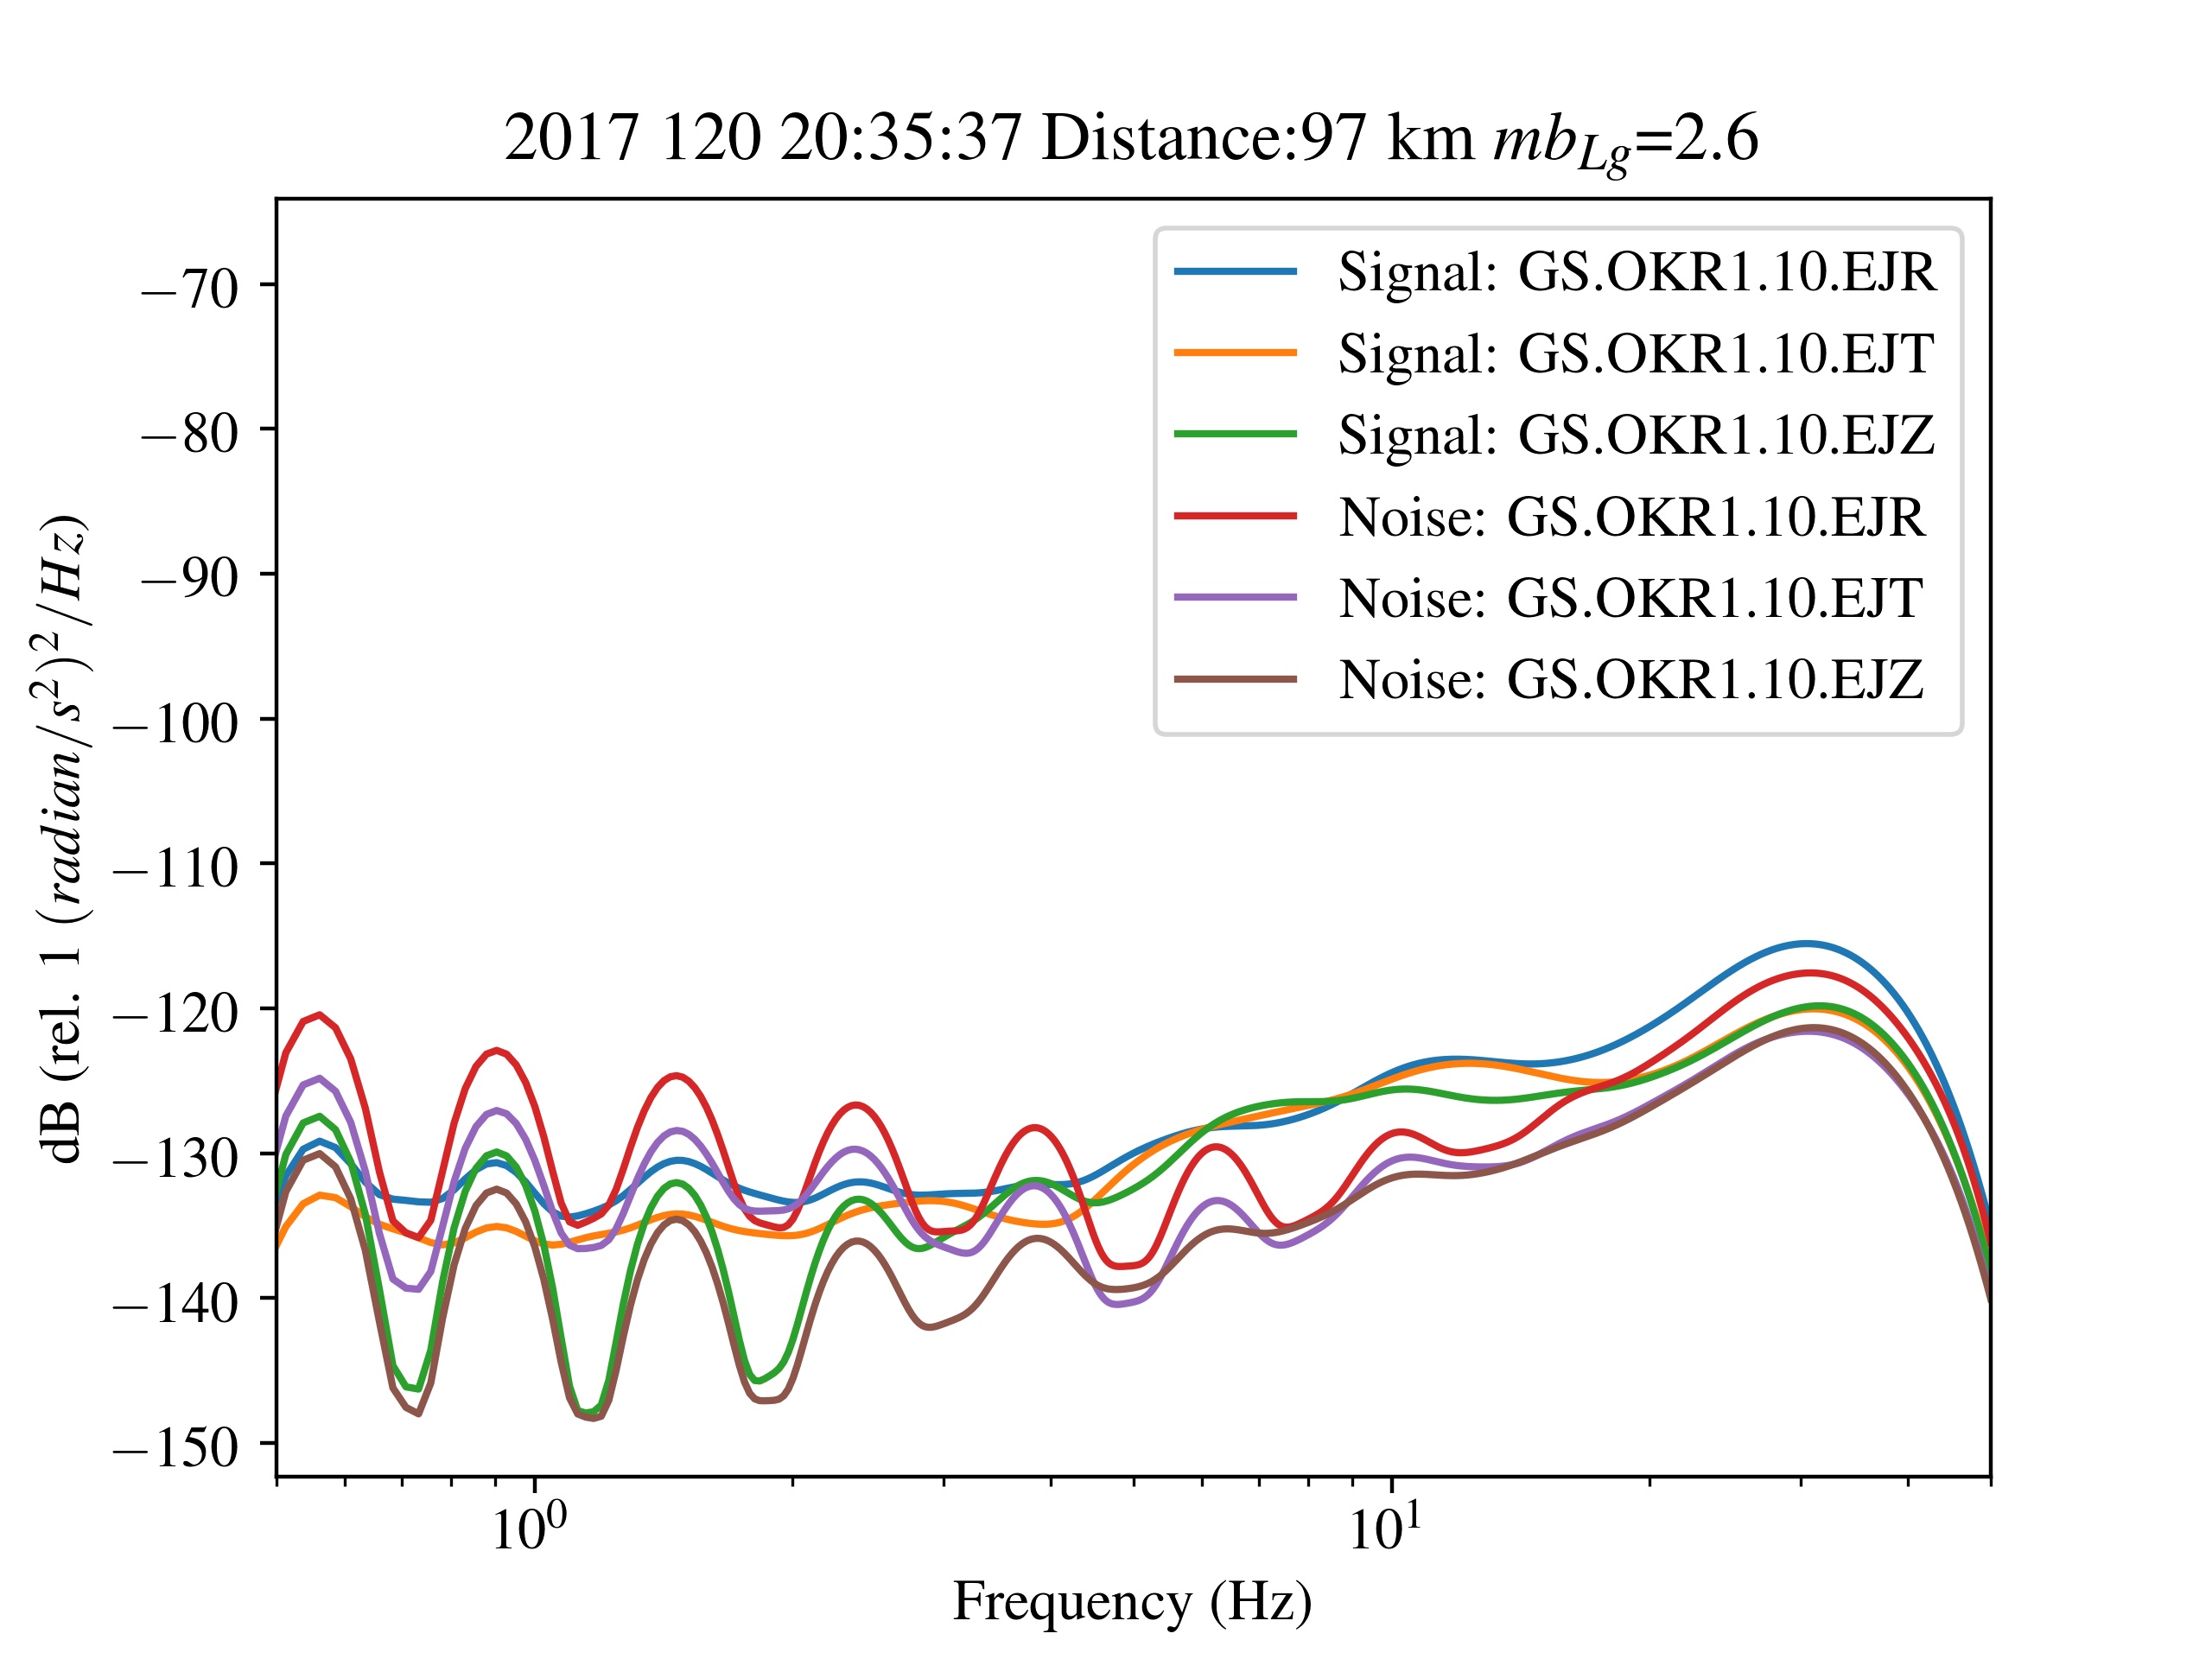 2017 120 20:35:37 Distance:97 km mb_Lg=2.6
dB (rel. 1 (radian/s²)²/Hz)
−70
−80
−90
−100
−110
−120
−130
−140
−150
Signal: GS.OKR1.10.EJR
Signal: GS.OKR1.10.EJT
Signal: GS.OKR1.10.EJZ
Noise: GS.OKR1.10.EJR
Noise: GS.OKR1.10.EJT
Noise: GS.OKR1.10.EJZ
10⁰ 10¹
Frequency (Hz)